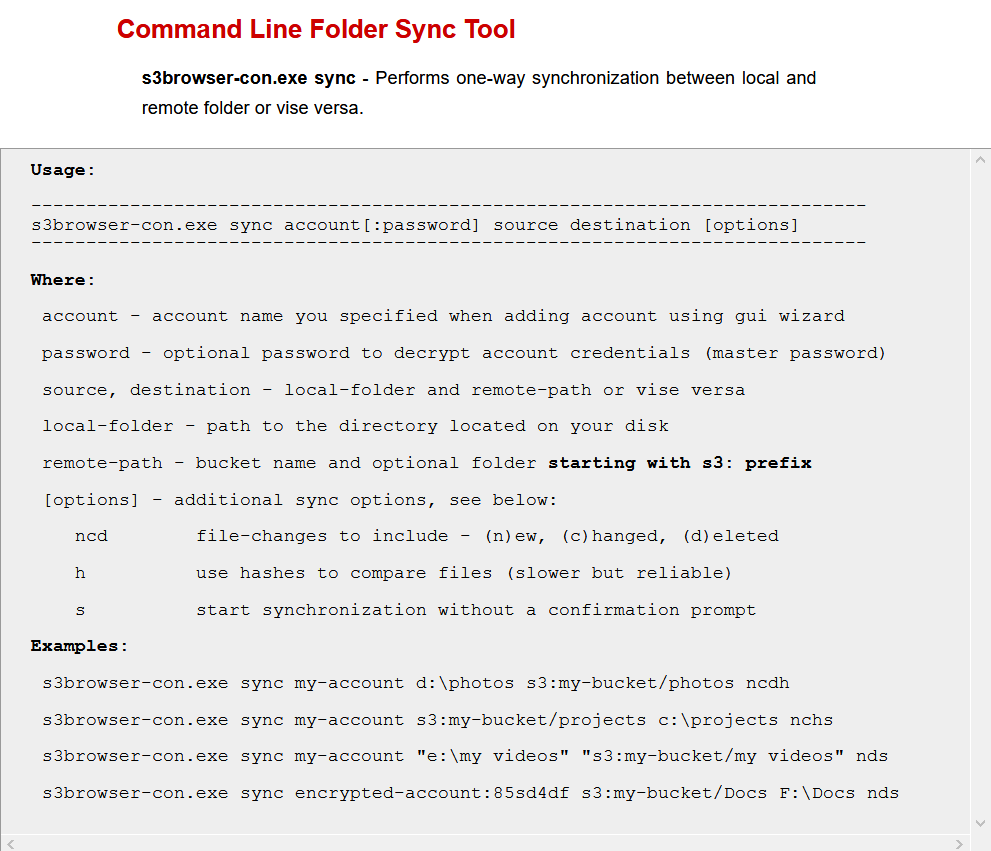 Command Line Folder Sync Tool
s3browser-con.exe sync - Performs one-way synchronization between local and
remote folder or vise versa.
Usage:
----------------------------------------------------------------------------
s3browser-con.exe sync account[:password] source destination [options]
----------------------------------------------------------------------------
Where:
account - account name you specified when adding account using gui wizard
password - optional password to decrypt account credentials (master password)
source, destination - local-folder and remote-path or vise versa
local-folder - path to the directory located on your disk
remote-path - bucket name and optional folder starting with s3: prefix
[options] - additional sync options, see below:
ncd file-changes to include - (n)ew, (c)hanged, (d)eleted
h use hashes to compare files (slower but reliable)
s start synchronization without a confirmation prompt
Examples:
s3browser-con.exe sync my-account d:\photos s3:my-bucket/photos ncdh
s3browser-con.exe sync my-account s3:my-bucket/projects c:\projects nchs
s3browser-con.exe sync my-account "e:\my videos" "s3:my-bucket/my videos" nds
s3browser-con.exe sync encrypted-account:85sd4df s3:my-bucket/Docs F:\Docs nds